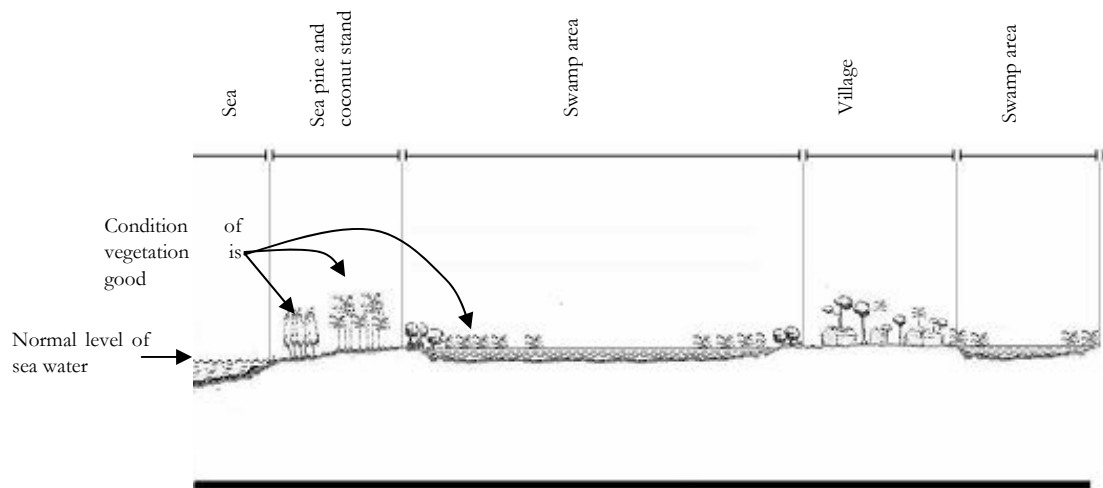 Sea
Sea pine and
coconut stand
Swamp area
Village
Swamp area
Condition of
vegetation is
good
Normal level of
sea water